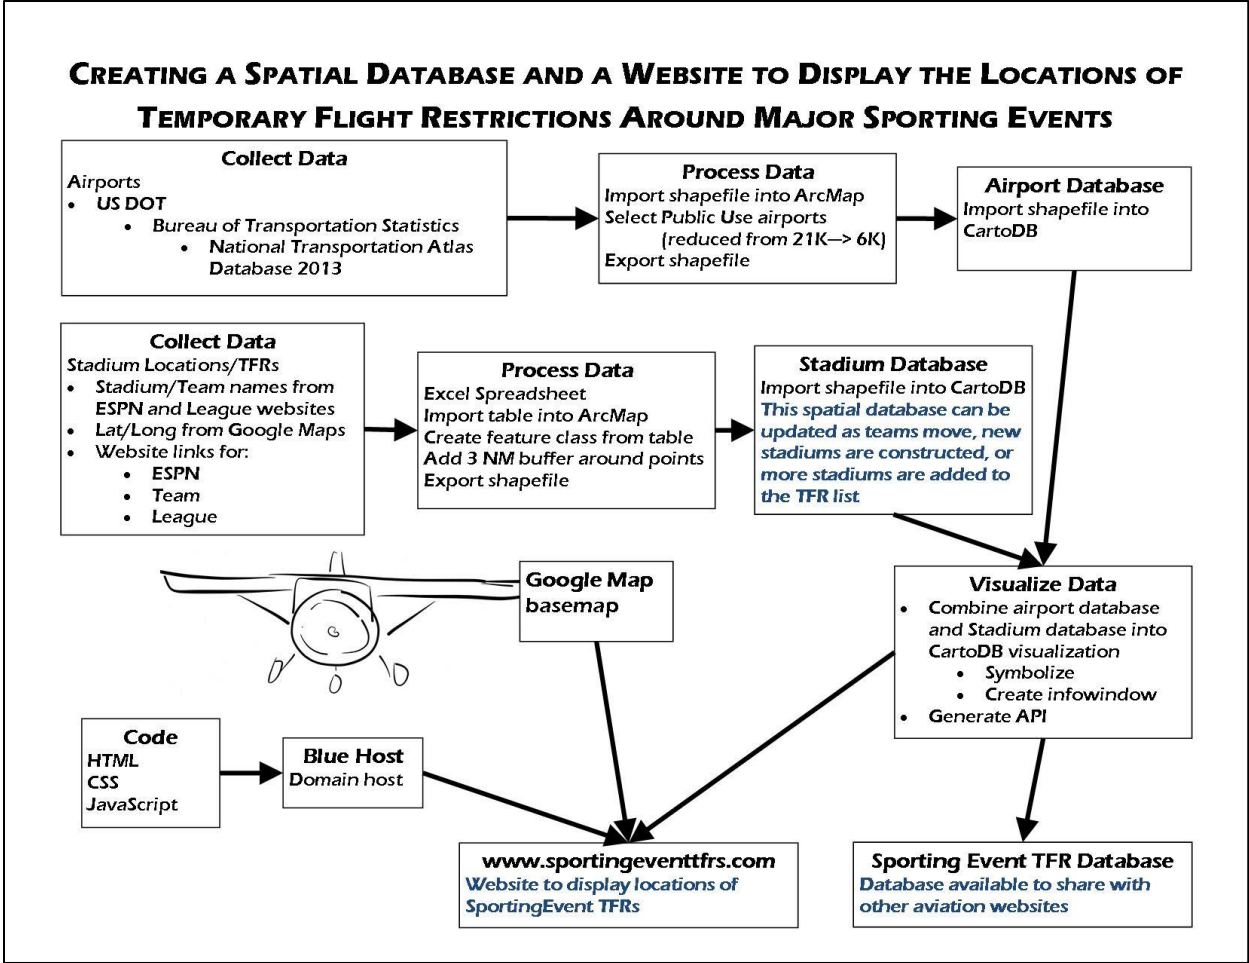 CREATING A SPATIAL DATABASE AND A WEBSITE TO DISPLAY THE LOCATIONS OF
TEMPORARY FLIGHT RESTRICTIONS AROUND MAJOR SPORTING EVENTS
Collect Data
Airports
• US DOT
• Bureau of Transportation Statistics
• National Transportation Atlas
Database 2013
Process Data
Import shapefile into ArcMap
Select Public Use airports
(reduced from 21K—> 6K)
Export shapefile
Airport Database
Import shapefile into
CartoDB
Collect Data
Stadium Locations/TFRs
• Stadium/Team names from
ESPN and League websites
• Lat/Long from Google Maps
• Website links for:
• ESPN
• Team
• League
Process Data
Excel Spreadsheet
Import table into ArcMap
Create feature class from table
Add 3 NM buffer around points
Export shapefile
Stadium Database
Import shapefile into CartoDB
This spatial database can be
updated as teams move, new
stadiums are constructed, or
more stadiums are added to
the TFR list
Google Map
basemap
Visualize Data
• Combine airport database
and Stadium database into
CartoDB visualization
• Symbolize
• Create infowindow
• Generate API
Code
HTML
CSS
JavaScript
Blue Host
Domain host
www.sportingeventtfrs.com
Website to display locations of
SportingEvent TFRs
Sporting Event TFR Database
Database available to share with
other aviation websites